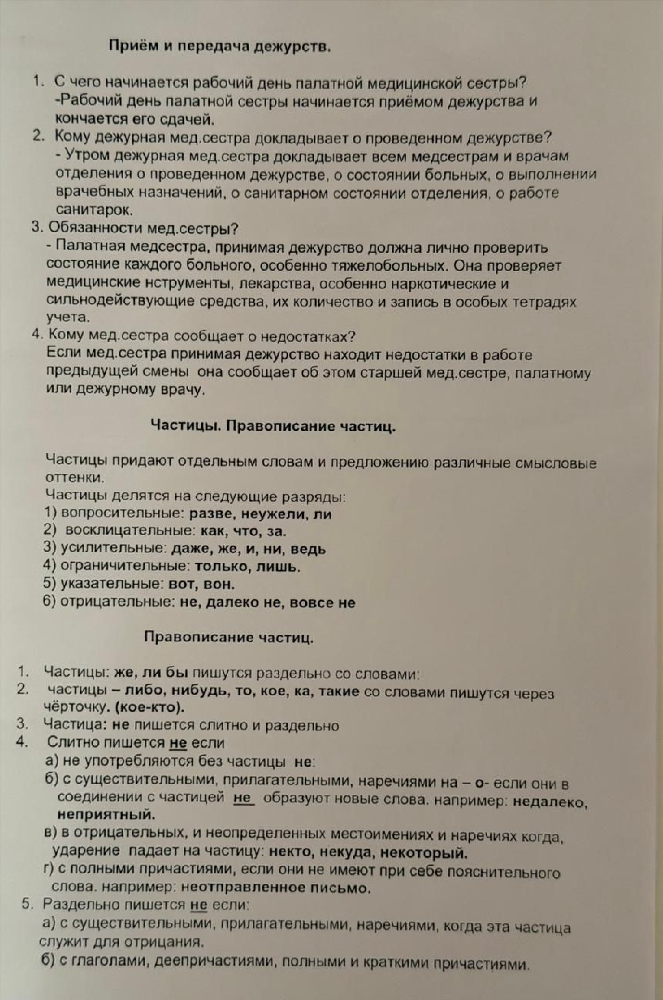 Приём и передача дежурств.
1. С чего начинается рабочий день палатной медицинской сестры?
-Рабочий день палатной сестры начинается приёмом дежурства и
кончается его сдачей.
2. Кому дежурная мед.сестра докладывает о проведенном дежурстве?
- Утром дежурная мед.сестра докладывает всем медсестрам и врачам
отделения о проведенном дежурстве, о состоянии больных, о выполнении
врачебных назначений, о санитарном состоянии отделения, о работе
санитарок.
3. Обязанности мед.сестры?
- Палатная медсестра, принимая дежурство должна лично проверить
состояние каждого больного, особенно тяжелобольных. Она проверяет
медицинские нструменты, лекарства, особенно наркотические и
сильнодействующие средства, их количество и запись в особых тетрадях
учета.
4. Кому мед.сестра сообщает о недостатках?
Если мед.сестра принимая дежурство находит недостатки в работе
предыдущей смены она сообщает об этом старшей мед.сестре, палатному
или дежурному врачу.
Частицы. Правописание частиц.
Частицы придают отдельным словам и предложению различные смысловые
оттенки.
Частицы делятся на следующие разряды:
1) вопросительные: разве, неужели, ли
2) восклицательные: как, что, за.
3) усилительные: даже, же, и, ни, ведь
4) ограничительные: только, лишь.
5) указательные: вот, вон.
6) отрицательные: не, далеко не, вовсе не
Правописание частиц.
1. Частицы: же, ли бы пишутся раздельно со словами:
2. частицы – либо, нибудь, то, кое, ка, такие со словами пишутся через
чёрточку. (кое-кто).
3. Частица: не пишется слитно и раздельно
4. Слитно пишется не если
а) не употребляются без частицы не:
б) с существительными, прилагательными, наречиями на – о- если они в
соединении с частицей не образуют новые слова. например: недалеко,
неприятный.
в) в отрицательных, и неопределенных местоимениях и наречиях когда,
ударение падает на частицу: некто, некуда, некоторый.
г) с полными причастиями, если они не имеют при себе пояснительного
слова. например: неотправленное письмо.
5. Раздельно пишется не если:
а) с существительными, прилагательными, наречиями, когда эта частица
служит для отрицания.
б) с глаголами, деепричастиями, полными и краткими причастиями.